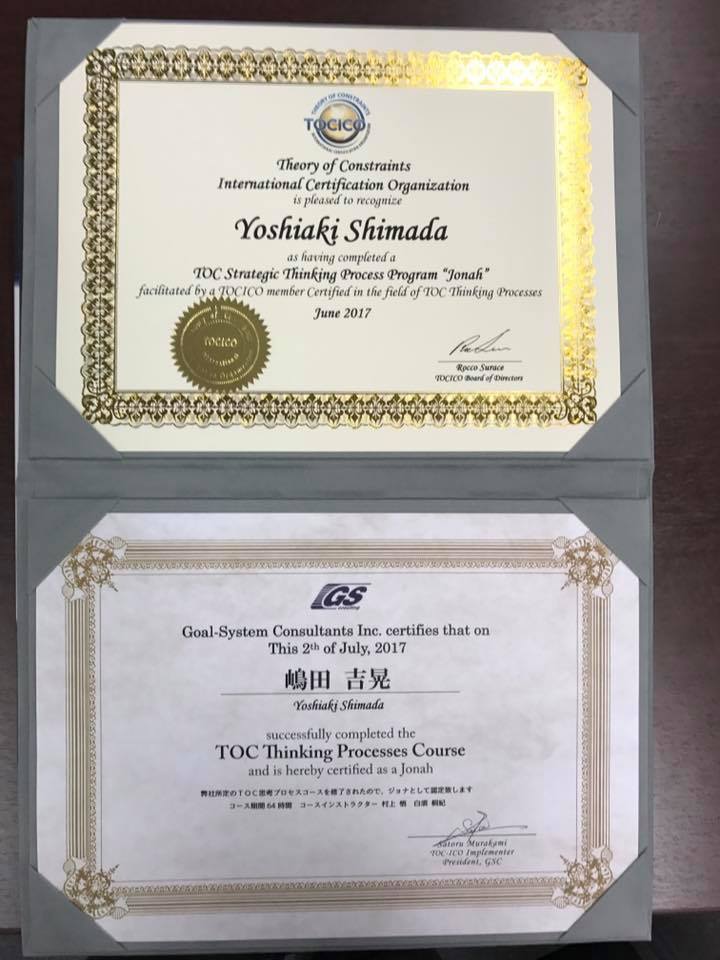 THEORY OF CONSTRAINTS
TOCICO
INTERNATIONAL CERTIFICATION ORGANIZATION
Theory of Constraints
International Certification Organization
is pleased to recognize
Yoshiaki Shimada
as having completed a
TOC Strategic Thinking Process Program “Jonah”
facilitated by a TOCICO member Certified in the field of TOC Thinking Processes
June 2017
TOCICO
Rocco Surace
TOCICO Board of Directors
GS
consulting
Goal-System Consultants Inc. certifies that on
This 2th of July, 2017
嶋田 吉晃
Yoshiaki Shimada
successfully completed the
TOC Thinking Processes Course
and is hereby certified as a Jonah
弊社所定のTOC思考プロセスコースを修了されたので、ジョナとして認定致します
コース期間64時間 コースインストラクター 村上 悟 白濱 桐紀
Satoru Murakami
TOC-ICO Implementer
President, GSC